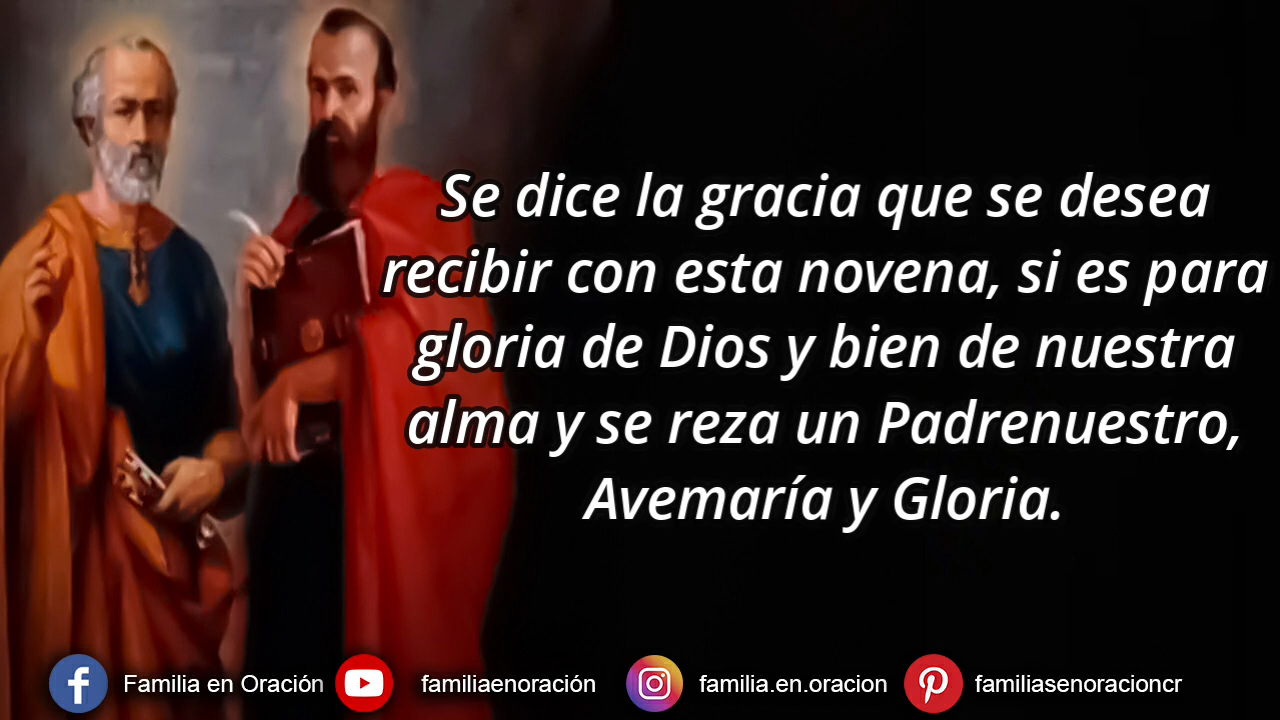 Se dice la gracia que se desea
recibir con esta novena, si es para
gloria de Dios y bien de nuestra
alma y se reza un Padrenuestro,
Avemaría y Gloria.
Familia en Oración familiaenoración familia.en.oracion familiasenoracioncr